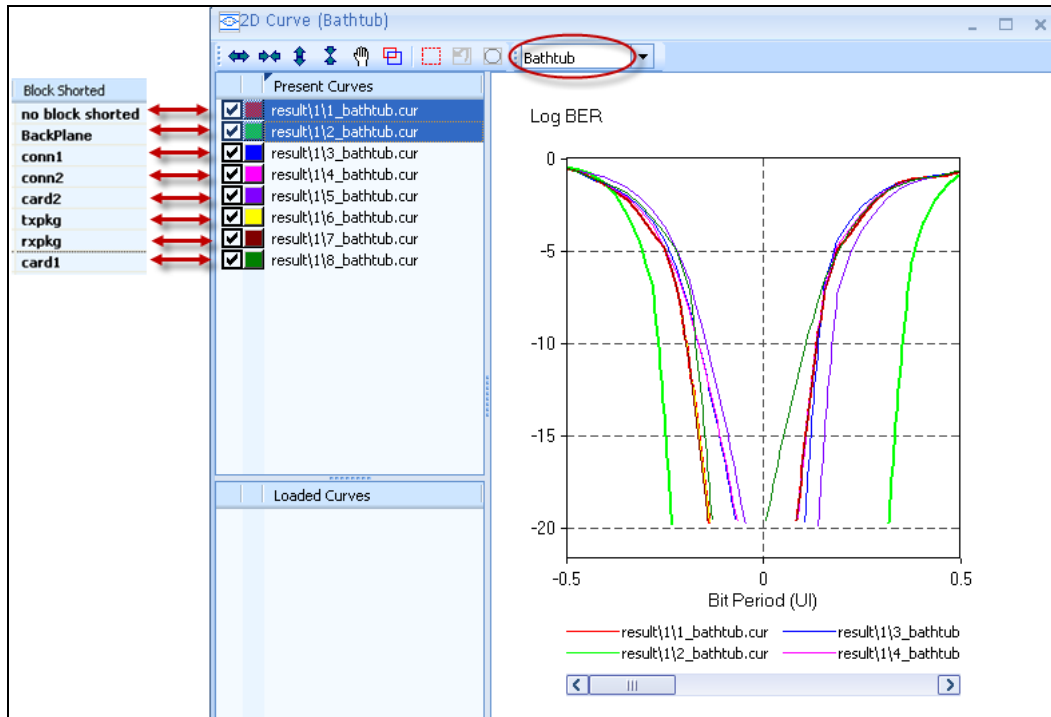 2D Curve (Bathtub)
Bathtub
Block Shorted
no block shorted
BackPlane
conn1
conn2
card2
txpkg
rxpkg
card1
Present Curves
result\1\1_bathtub.cur
result\1\2_bathtub.cur
result\1\3_bathtub.cur
result\1\4_bathtub.cur
result\1\5_bathtub.cur
result\1\6_bathtub.cur
result\1\7_bathtub.cur
result\1\8_bathtub.cur
Loaded Curves
Log BER
0
-5
-10
-15
-20
-0.5 0 0.5
Bit Period (UI)
result\1\1_bathtub.cur result\1\3_bathtub
result\1\2_bathtub.cur result\1\4_bathtub